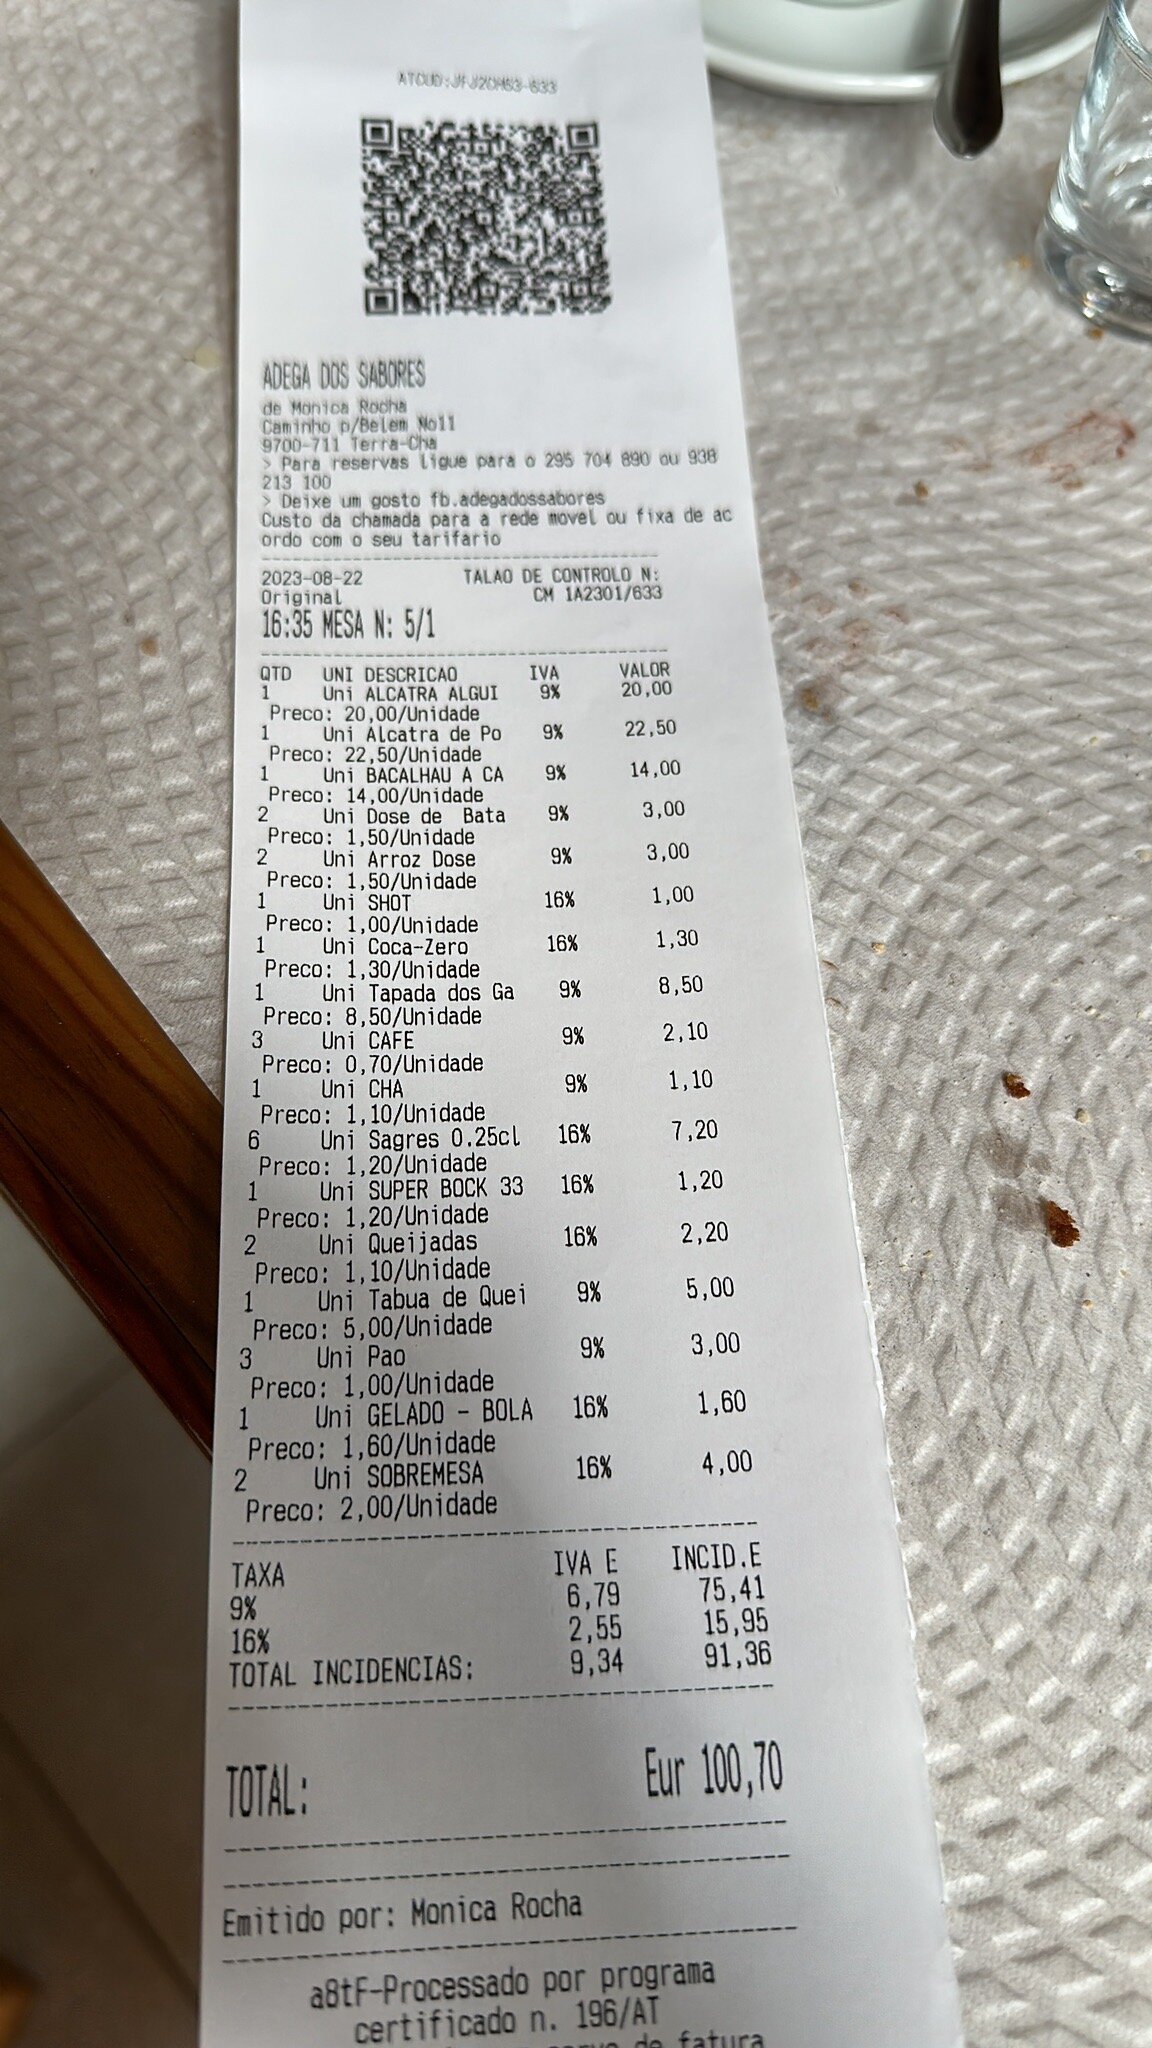 ATCUD:JFJ2DH63-633
ADEGA DOS SABORES
de Monica Rocha
Caminho p/Belem No11
9700-711 Terra-Cha
> Para reservas ligue para o 295 704 890 ou 938
213 100
> Deixe um gosto fb.adegadossabores
Custo da chamada para a rede movel ou fixa de ac
ordo com o seu tarifario
2023-08-22 TALAO DE CONTROLO N:
Original CM 1A2301/633
16:35 MESA N: 5/1
QTD UNI DESCRICAO IVA VALOR
1 Uni ALCATRA ALGUI 9% 20,00
Preco: 20,00/Unidade
1 Uni Alcatra de Po 9% 22,50
Preco: 22,50/Unidade
1 Uni BACALHAU A CA 9% 14,00
Preco: 14,00/Unidade
2 Uni Dose de Bata 9% 3,00
Preco: 1,50/Unidade
2 Uni Arroz Dose 9% 3,00
Preco: 1,50/Unidade
1 Uni SHOT 16% 1,00
Preco: 1,00/Unidade
1 Uni Coca-Zero 16% 1,30
Preco: 1,30/Unidade
1 Uni Tapada dos Ga 9% 8,50
Preco: 8,50/Unidade
3 Uni CAFE 9% 2,10
Preco: 0,70/Unidade
1 Uni CHA 9% 1,10
Preco: 1,10/Unidade
6 Uni Sagres 0.25cl 16% 7,20
Preco: 1,20/Unidade
1 Uni SUPER BOCK 33 16% 1,20
Preco: 1,20/Unidade
2 Uni Queijadas 16% 2,20
Preco: 1,10/Unidade
1 Uni Tabua de Quei 9% 5,00
Preco: 5,00/Unidade
3 Uni Pao 9% 3,00
Preco: 1,00/Unidade
1 Uni GELADO - BOLA 16% 1,60
Preco: 1,60/Unidade
2 Uni SOBREMESA 16% 4,00
Preco: 2,00/Unidade
TAXA IVA E INCID.E
9% 6,79 75,41
16% 2,55 15,95
TOTAL INCIDENCIAS: 9,34 91,36
TOTAL: Eur 100,70
Emitido por: Monica Rocha
a8tF-Processado por programa
certificado n. 196/AT
serve de fatura